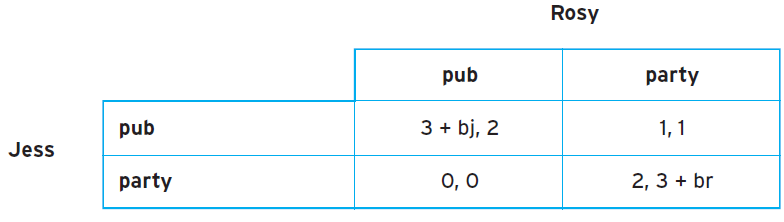 Rosy
pub party
Jess
pub 3 + bj, 2 1, 1
party 0, 0 2, 3 + br